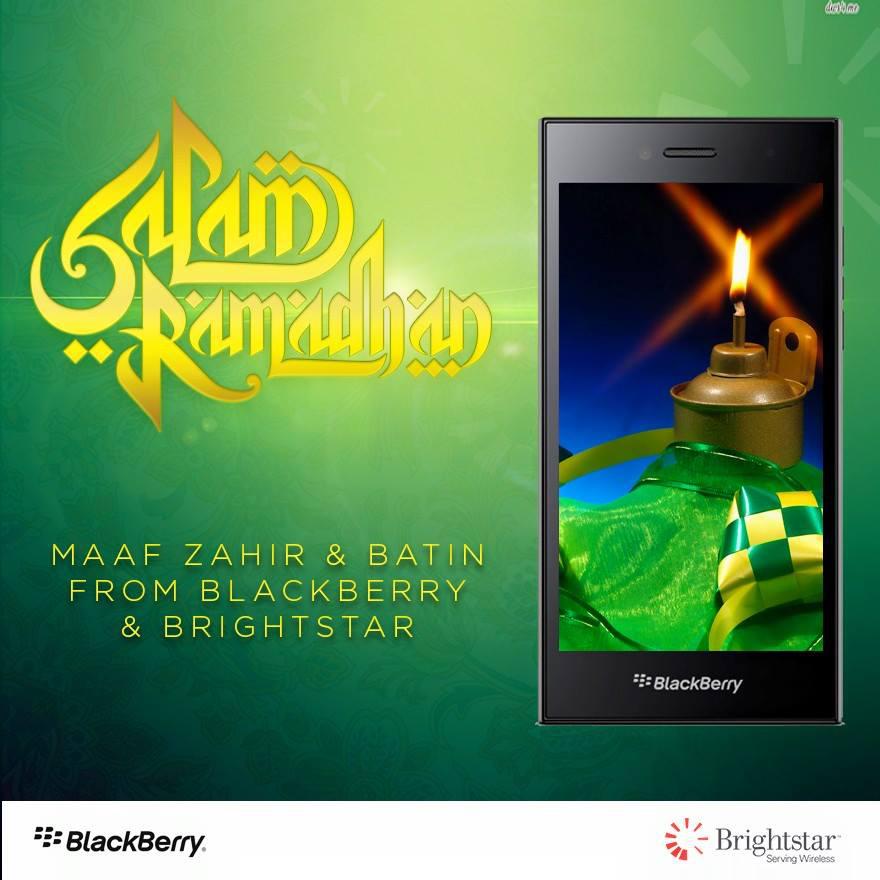 Salam
Ramadhan
MAAF ZAHIR & BATIN
FROM BLACKBERRY
& BRIGHTSTAR
BlackBerry
BlackBerry
Brightstar
Serving Wireless